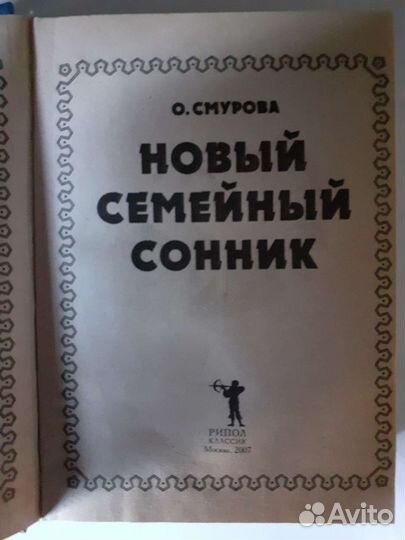 О. СМУРОВА
НОВЫЙ
СЕМЕЙНЫЙ
СОННИК
РИПОЛ
КЛАССИК
Москва, 2007
Avito